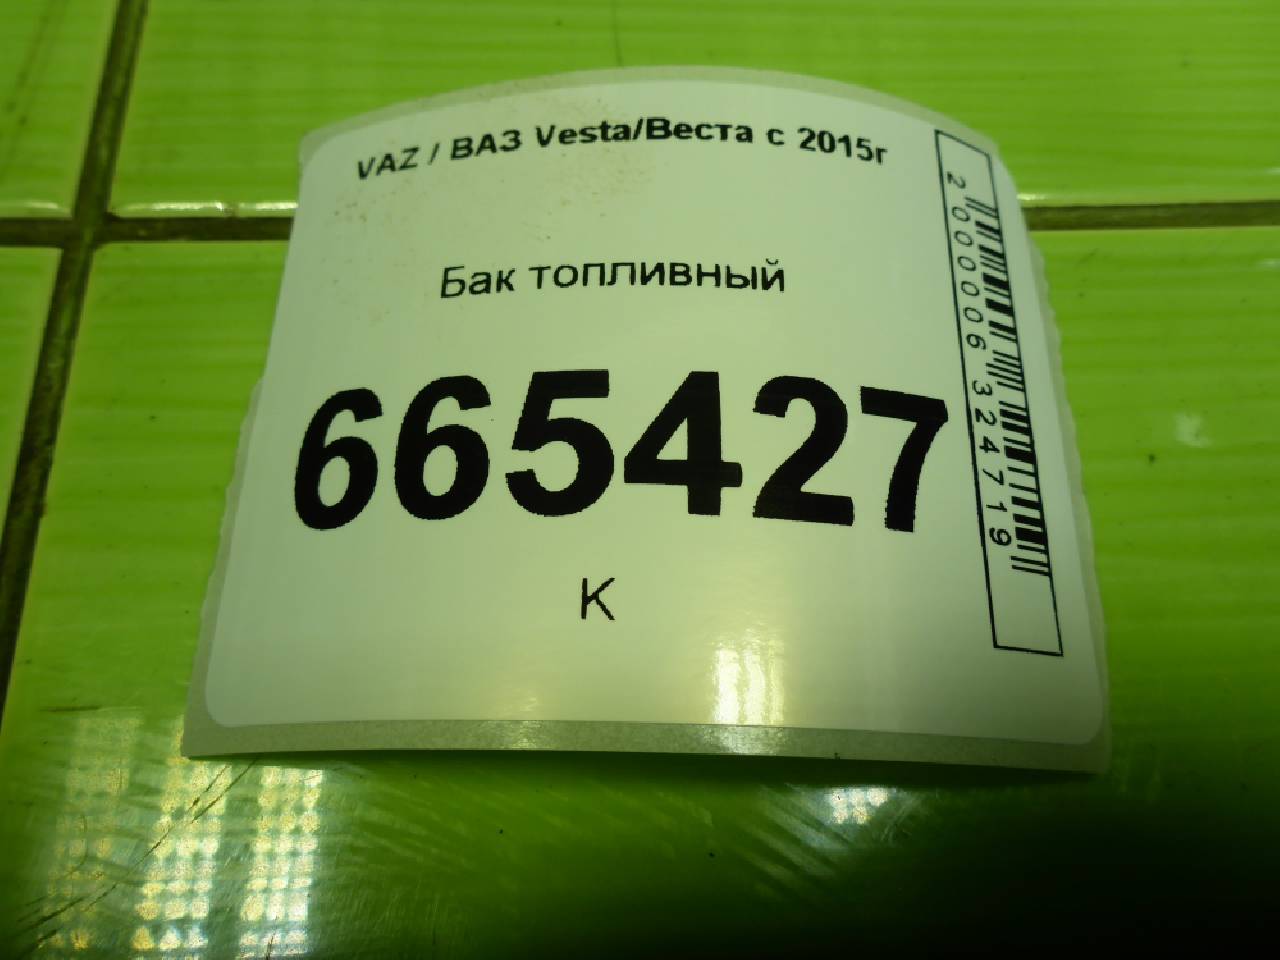 VAZ / ВАЗ Vesta/Веста с 2015г
Бак топливный
665427
К
2000006324719